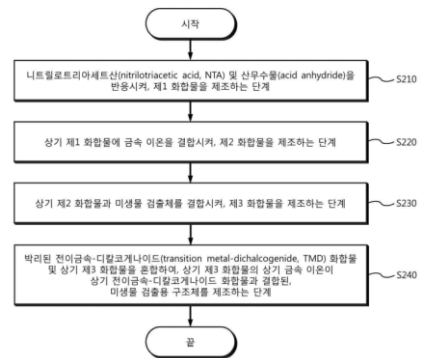 시작
니트릴로트리아세트산(nitrilotriacetic acid, NTA) 및 산무수물(acid anhydride)을
반응시켜, 제1 화합물을 제조하는 단계
S210
상기 제1 화합물에 금속 이온을 결합시켜, 제2 화합물을 제조하는 단계
S220
상기 제2 화합물과 미생물 검출체를 결합시켜, 제3 화합물을 제조하는 단계
S230
박리된 전이금속-디칼코게나이드(transition metal-dichalcogenide, TMD) 화합물
및 상기 제3 화합물을 혼합하여, 상기 제3 화합물의 상기 금속 이온이
상기 전이금속-디칼코게나이드 화합물과 결합된,
미생물 검출용 구조체를 제조하는 단계
S240
끝